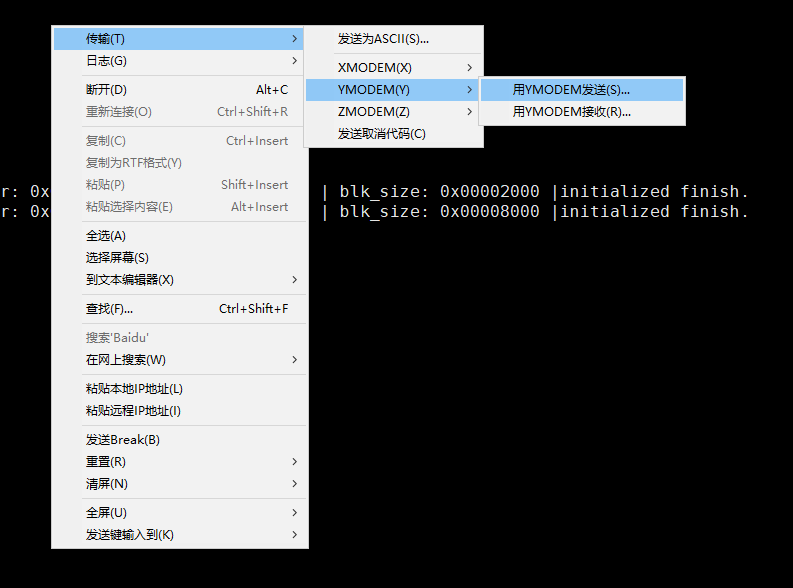 传输(T)
日志(G)
断开(D) Alt+C
重新连接(O) Ctrl+Shift+R
复制(C) Ctrl+Insert
复制为RTF格式(Y)
粘贴(P) Shift+Insert
粘贴选择内容(E) Alt+Insert
全选(A)
选择屏幕(S)
到文本编辑器(X)
查找(F)... Ctrl+Shift+F
搜索'Baidu'
在网上搜索(W)
粘贴本地IP地址(L)
粘贴远程IP地址(I)
发送Break(B)
重置(R)
清屏(N)
全屏(U)
发送键输入到(K)
发送为ASCII(S)...
XMODEM(X)
YMODEM(Y)
ZMODEM(Z)
发送取消代码(C)
用YMODEM发送(S)...
用YMODEM接收(R)...
r: 0x | blk_size: 0x00002000 |initialized finish.
r: 0x | blk_size: 0x00008000 |initialized finish.